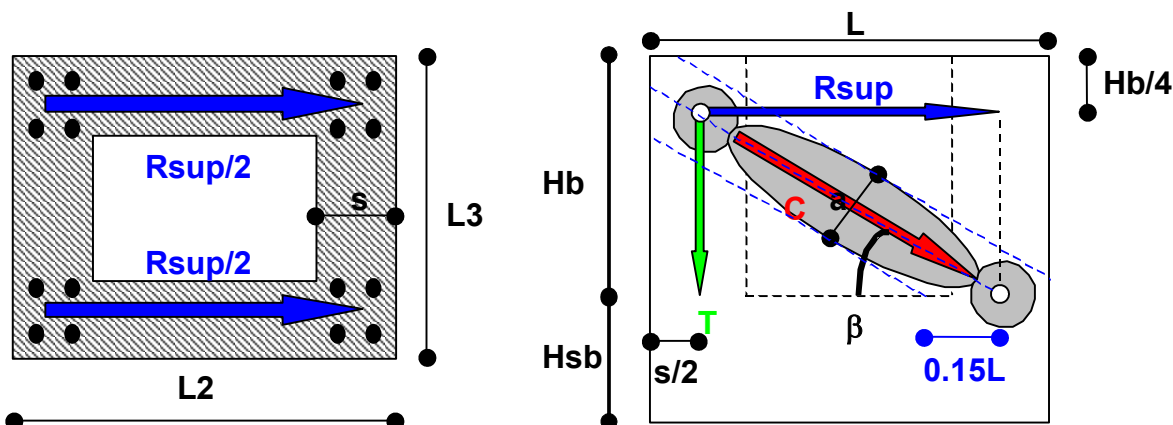 Rsup/2
s
L3
Rsup/2
L2
L
Rsup
Hb/4
Hb
a
C
T
β
Hsb
s/2
0.15L